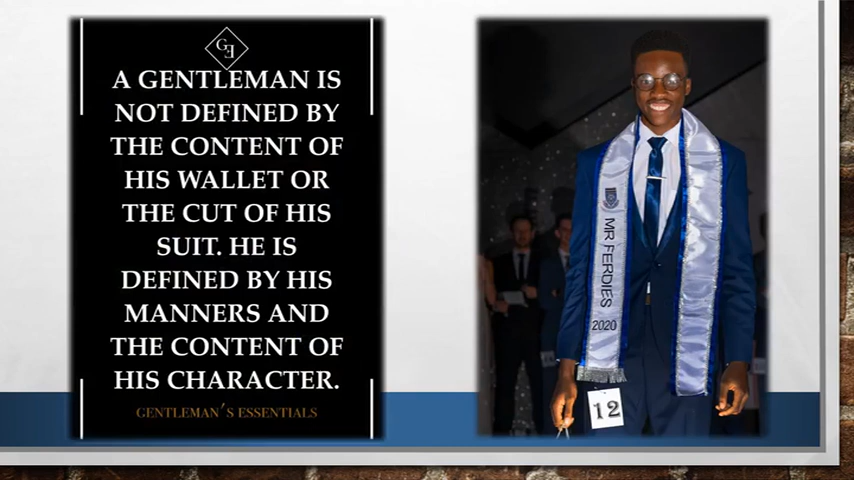 GE
A GENTLEMAN IS
NOT DEFINED BY
THE CONTENT OF
HIS WALLET OR
THE CUT OF HIS
SUIT. HE IS
DEFINED BY HIS
MANNERS AND
THE CONTENT OF
HIS CHARACTER.
GENTLEMAN'S ESSENTIALS
MR FERDIES
2020
12